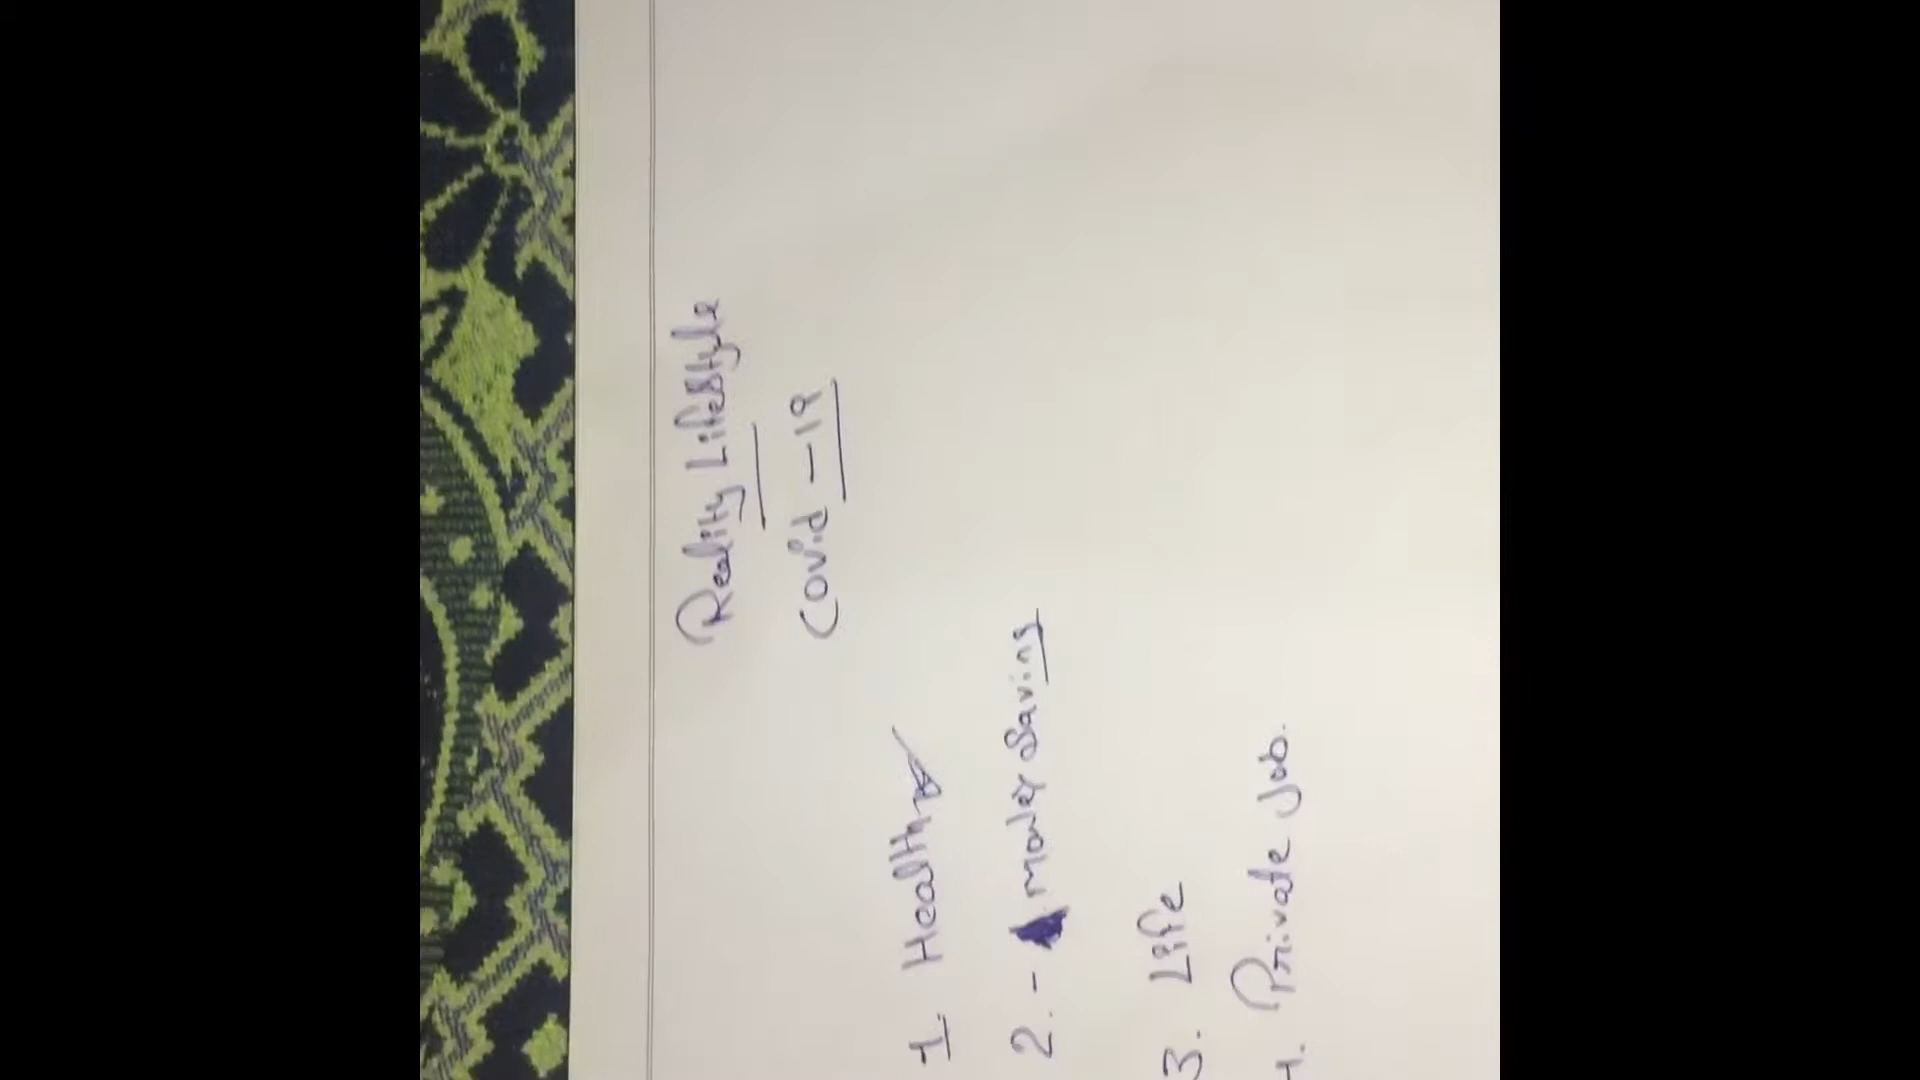 Reality LifeStyle
Covid - 19
1. Health
2. - money Saving
3. Life
4. Private Job.